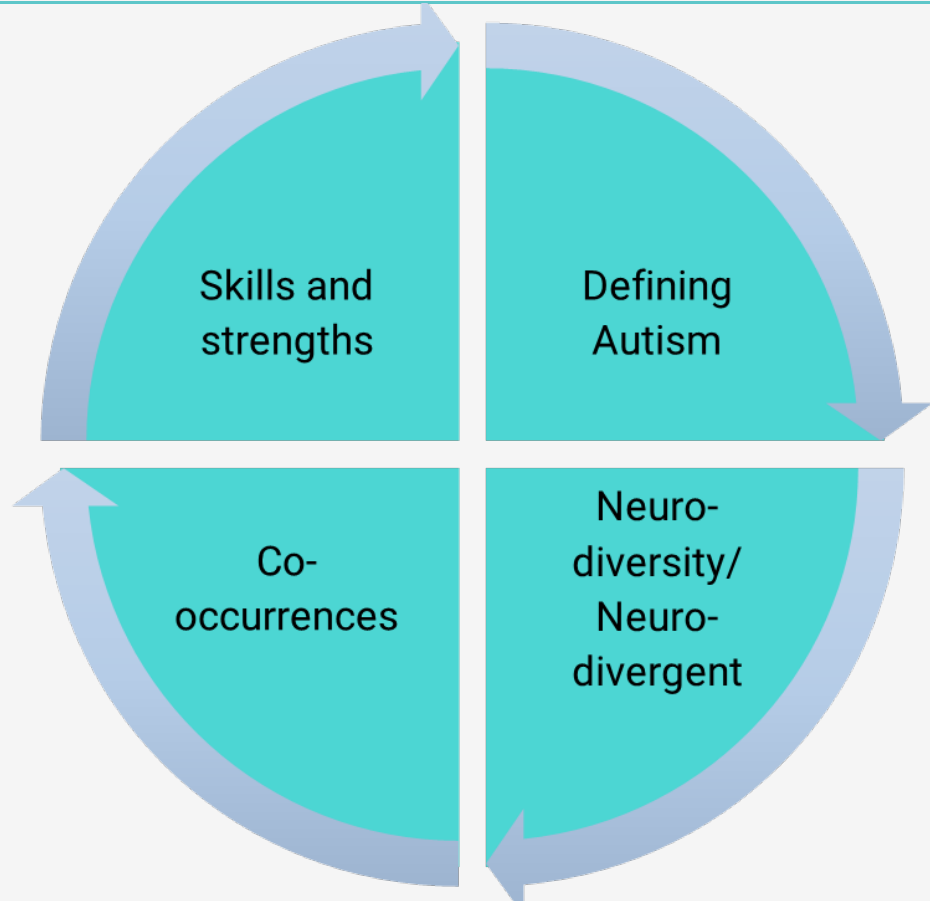 Skills and
strengths
Defining
Autism
Co-
occurrences
Neuro-
diversity/
Neuro-
divergent